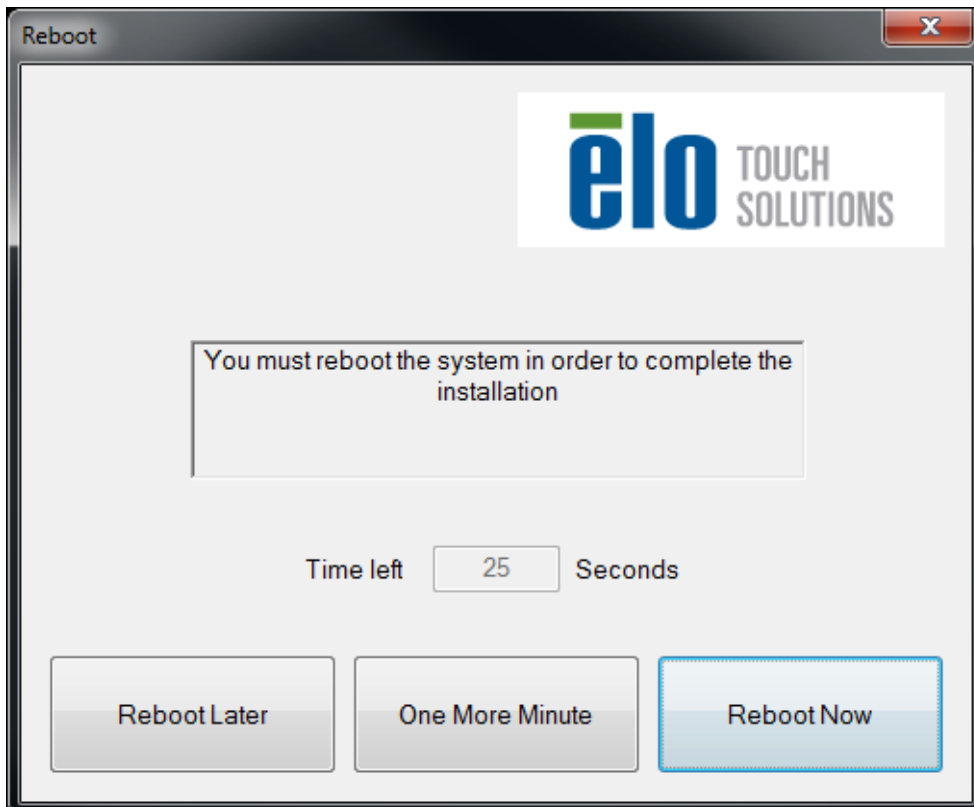 Reboot
ēlo TOUCH
SOLUTIONS
You must reboot the system in order to complete the
installation
Time left 25 Seconds
Reboot Later One More Minute Reboot Now